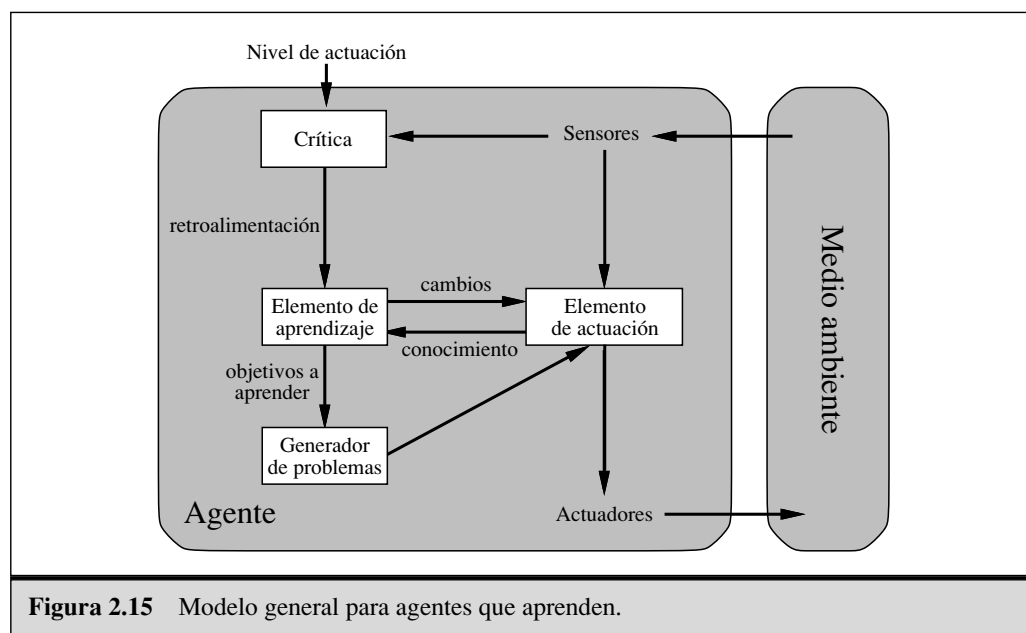 Nivel de actuación
Crítica
Sensores
retroalimentación
cambios
Elemento de
aprendizaje
Elemento
de actuación
conocimiento
objetivos a
aprender
Generador
de problemas
Agente
Actuadores
Medio ambiente
Figura 2.15 Modelo general para agentes que aprenden.